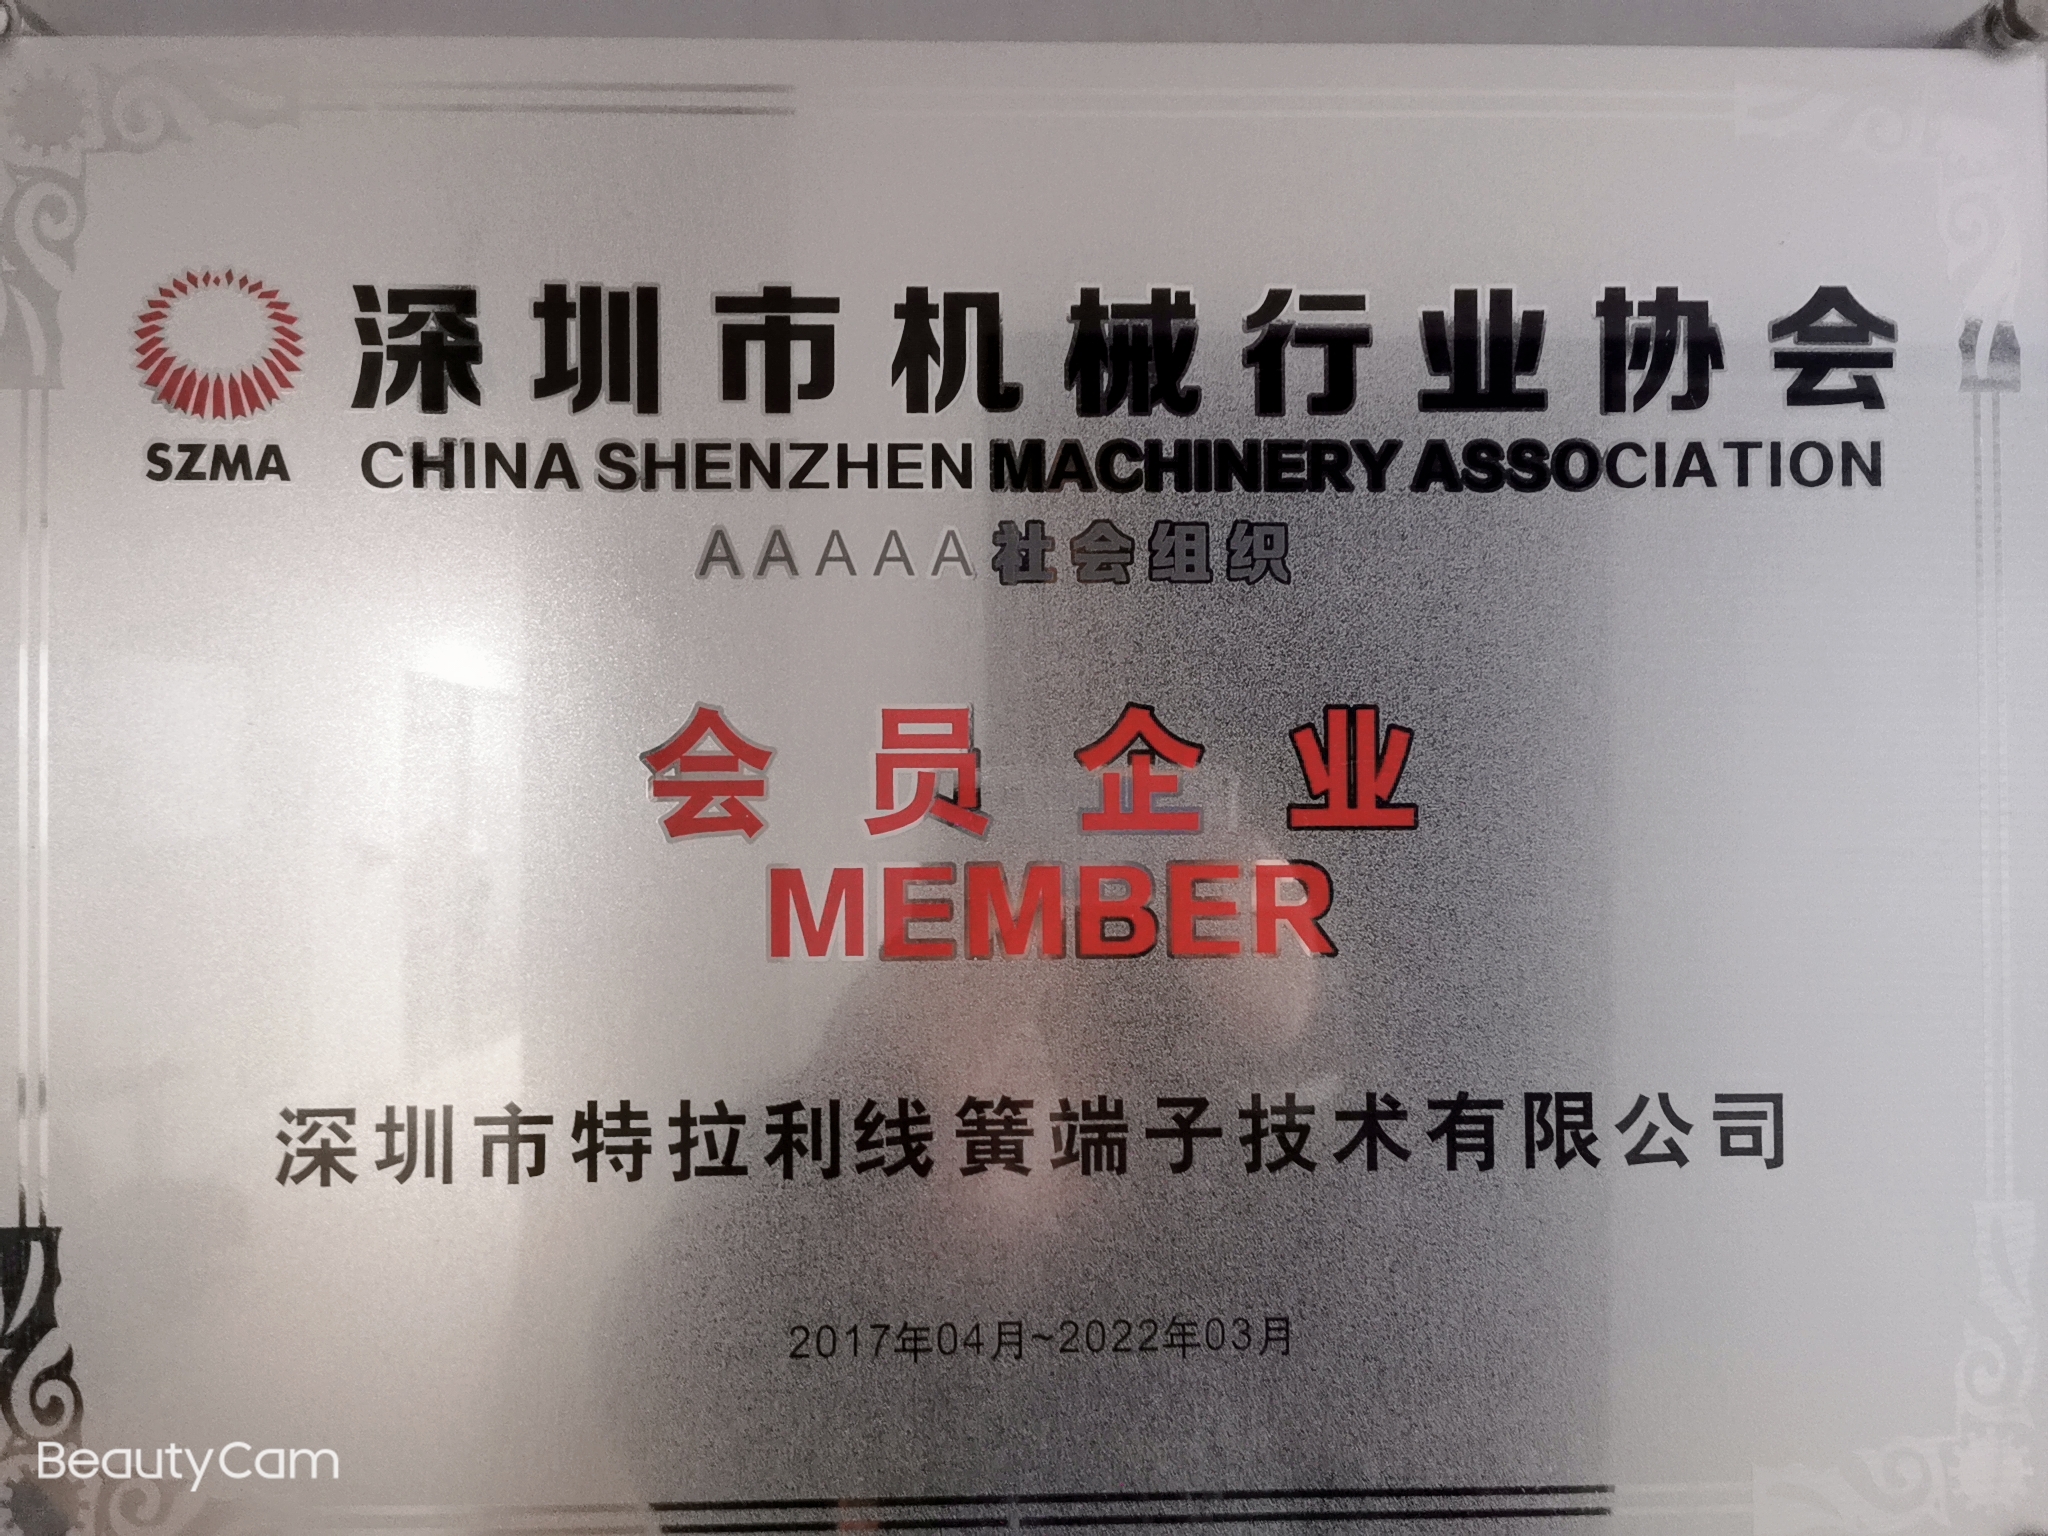 深圳市机械行业协会
SZMA
CHINA SHENZHEN MACHINERY ASSOCIATION
AAAAA社会组织
会员企业
MEMBER
深圳市特拉利线簧端子技术有限公司
2017年04月~2022年03月
BeautyCam